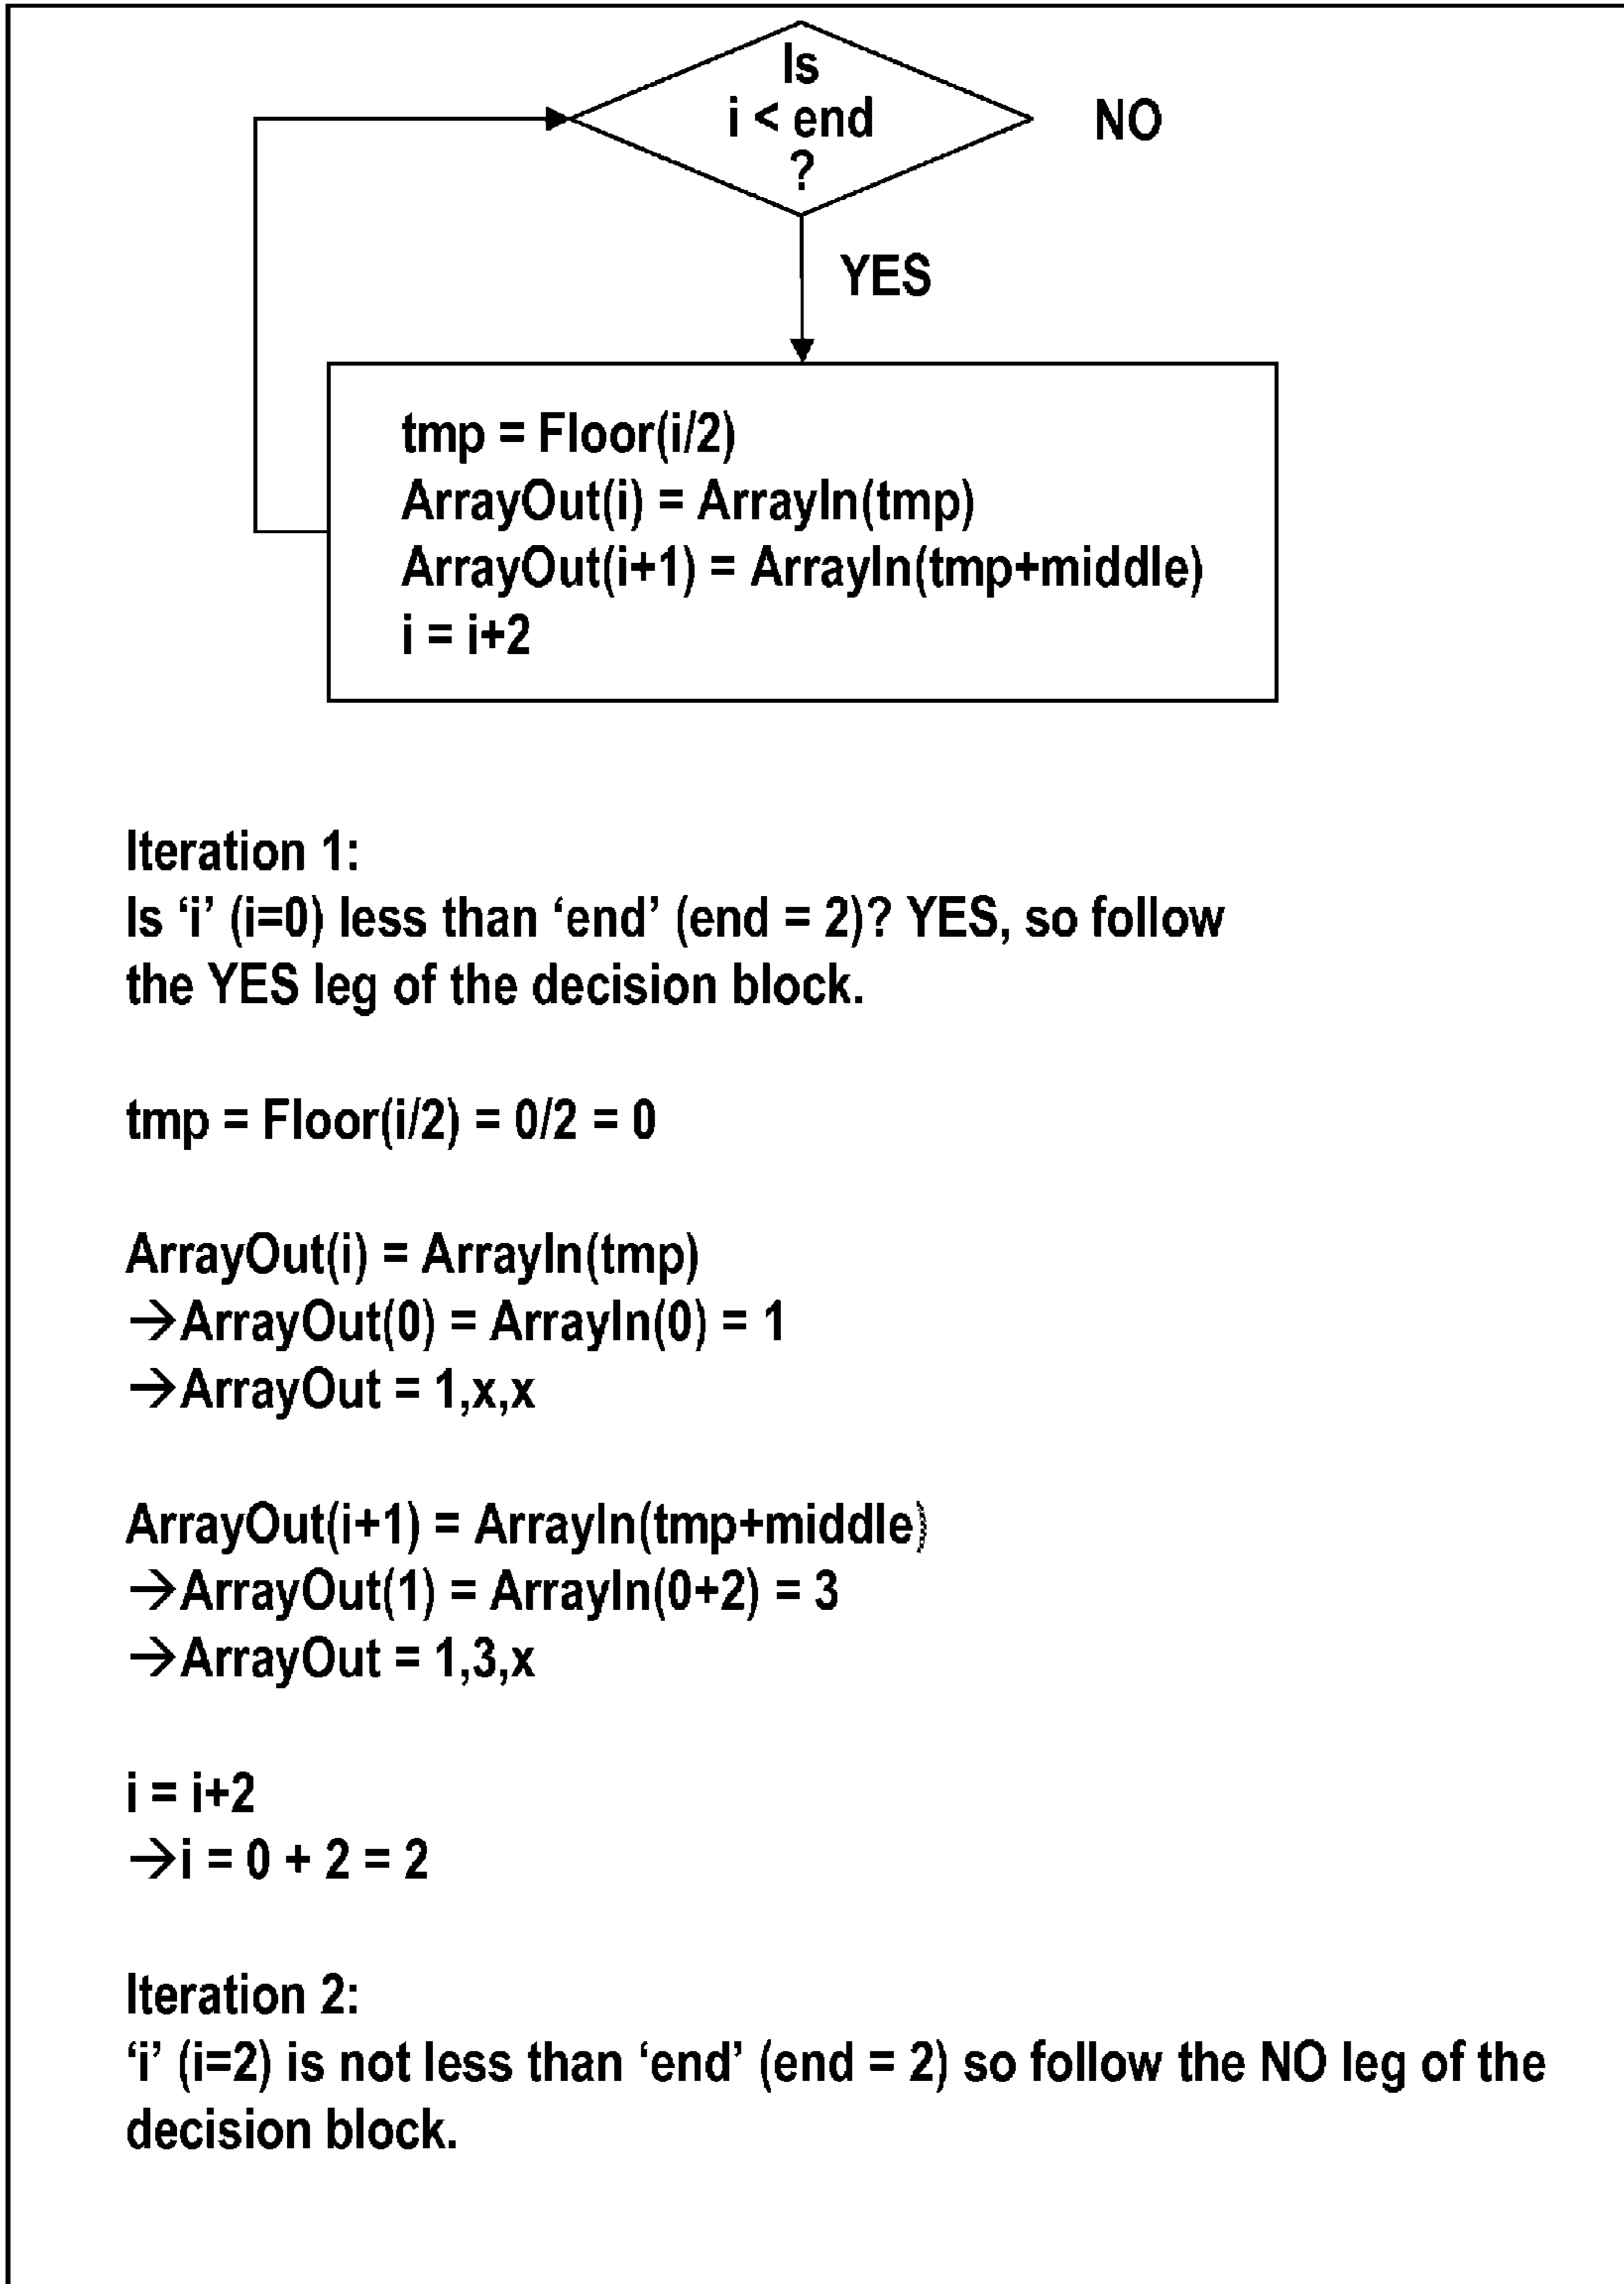 Is
i < end
?
NO
YES
tmp = Floor(i/2)
ArrayOut(i) = ArrayIn(tmp)
ArrayOut(i+1) = ArrayIn(tmp+middle)
i = i+2
Iteration 1:
Is ‘i’ (i=0) less than ‘end’ (end = 2)? YES, so follow
the YES leg of the decision block.
tmp = Floor(i/2) = 0/2 = 0
ArrayOut(i) = ArrayIn(tmp)
→ArrayOut(0) = ArrayIn(0) = 1
→ArrayOut = 1,x,x
ArrayOut(i+1) = ArrayIn(tmp+middle)
→ArrayOut(1) = ArrayIn(0+2) = 3
→ArrayOut = 1,3,x
i = i+2
→i = 0 + 2 = 2
Iteration 2:
‘i’ (i=2) is not less than ‘end’ (end = 2) so follow the NO leg of the
decision block.